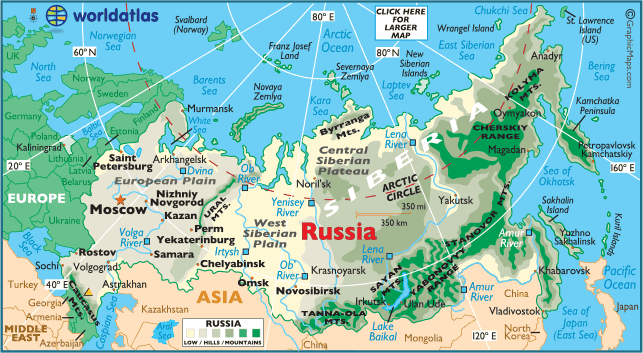 worldatlas
80° E
CLICK HERE
FOR
LARGER
MAP
Chukchi Sea
St. Lawrence
Island
(US)
©GraphicMaps.com
Norwegian
Sea
Svalbard
(Norway)
Arctic
Ocean
Wrangel Island
60° N
80° N
East Siberian
Sea
Anadyr
Bering
Sea
Franz Josef
Land
Severnaya
Zemlya
New
Siberian
Islands
North
Sea
Norway
Sweden
Barents
Sea
Novaya
Zemlya
Kara
Sea
Laptev
Sea
KOLYMA
MTS.
Kamchatka
Peninsula
Germany
Finland
Murmansk
White
Sea
Byrranga
Mts.
Oymyakon
CHERSKIY
RANGE
Magadan
Petropavlovsk
Kamchatskiy
Poland
Kaliningrad
Baltic
Sea
Estonia
Latvia
Lithuania
Belarus
20° E
160° E
Saint
Petersburg
Arkhangelsk
Dvina
European Plain
Ob
River
Central
Siberian
Plateau
Lena
River
SIBERIA
Noril'sk
ARCTIC
CIRCLE
Yakutsk
Sea of
Okhotsk
EUROPE
Moscow
Nizhniy
Novgorod
Kazan
URAL MTS.
Yenisey
River
350 mi
350 km
STANOVOY MTS.
Sakhalin
Island
Kuril Islands
Ukraine
Volga
River
Perm
Yekaterinburg
West
Siberian
Plain
Russia
Amur
River
Yuzhno
Sakhalinsk
Black
Sea
Rostov
Volgograd
Samara
Chelyabinsk
Irtysh
Lena
River
YABONOVYY
RANGE
Sochi
40° E
Astrakhan
Omsk
Ob
River
Krasnoyarsk
Novosibirsk
SAYAN
MTS.
Irkutsk
Ulan Ude
Amur
River
Khabarovsk
Pacific
Ocean
Turkey
Georgia
Armenia
Caucasus
Mts.
Caspian Sea
Kazakhstan
ASIA
TANNA-OLA
MTS.
Lake
Baikal
China
Vladivostok
Japan
MIDDLE
EAST
Azerbaijan
Aral
Sea
RUSSIA
LOW / HILLS / MOUNTAINS
China
Mongolia
120° E
North
Korea
Sea of
Japan
(East Sea)